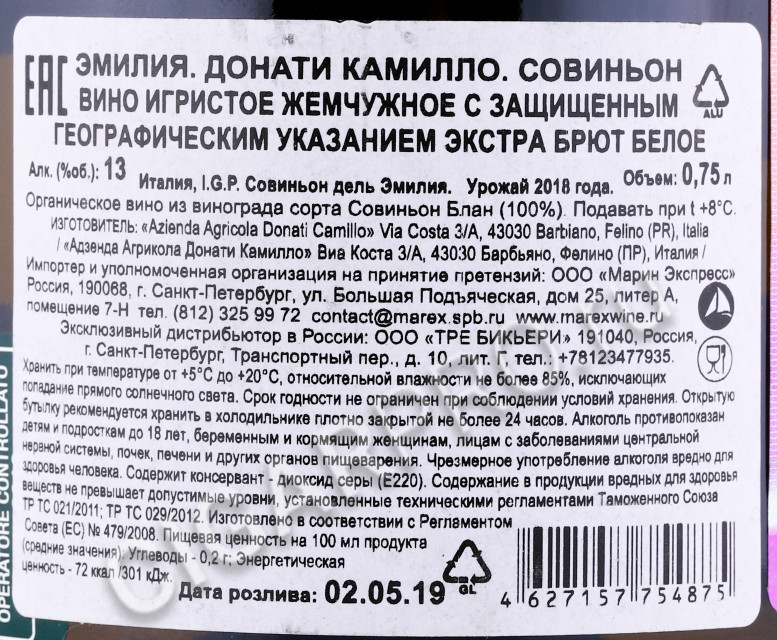 EAC
ЭМИЛИЯ. ДОНАТИ КАМИЛЛО. СОВИНЬОН
ВИНО ИГРИСТОЕ ЖЕМЧУЖНОЕ С ЗАЩИЩЕННЫМ
ALU
ГЕОГРАФИЧЕСКИМ УКАЗАНИЕМ ЭКСТРА БРЮТ БЕЛОЕ
Алк. (%об.): 13 Италия, I.G.P. Совиньон дель Эмилия. Урожай 2018 года. Объем: 0,75 л
Органическое вино из винограда сорта Совиньон Блан (100%). Подавать при t +8°С.
ИЗГОТОВИТЕЛЬ: «Azienda Agricola Donati Camillo» Via Costa 3/A, 43030 Barbiano, Felino (PR), Italia
/ «Адзенда Агрикола Донати Камилло» Виа Коста 3/А, 43030 Барбьяно, Фелино (ПР), Италия /
Импортер и уполномоченная организация на принятие претензий: ООО «Марин Экспресс»
Россия, 190068, г. Санкт-Петербург, ул. Большая Подъяческая, дом 25, литер А,
помещение 7-Н тел. (812) 325 99 72 contact@marex.spb.ru www.marexwine.ru
Эксклюзивный дистрибьютор в России: ООО «ТРЕ БИКЬЕРИ» 191040, Россия,
г. Санкт-Петербург, Транспортный пер., д. 10, лит. Г, тел.: +78123477935.
Хранить при температуре от +5°С до +20°С, относительной влажности не более 85%, исключающих
попадание прямого солнечного света. Срок годности не ограничен при соблюдении условий хранения. Открытую
бутылку рекомендуется хранить в холодильнике плотно закрытой не более 24 часов. Алкоголь противопоказан
детям и подросткам до 18 лет, беременным и кормящим женщинам, лицам с заболеваниями центральной
нервной системы, почек, печени и других органов пищеварения. Чрезмерное употребление алкоголя вредно для
здоровья человека. Содержит консервант - диоксид серы (Е220). Содержание в продукции вредных для здоровья
веществ не превышает допустимые уровни, установленные техническими регламентами Таможенного Союза
ТР ТС 021/2011; ТР ТС 029/2012. Изготовлено в соответствии с Регламентом
Совета (ЕС) № 479/2008. Пищевая ценность на 100 мл продукта
(средние значения): Углеводы - 0,2 г; Энергетическая
ценность - 72 ккал /301 кДж.
Дата розлива: 02.05.19
GL
4 627157 754875
OPERATORE CONTROLLATO
CIGARPRO.ru